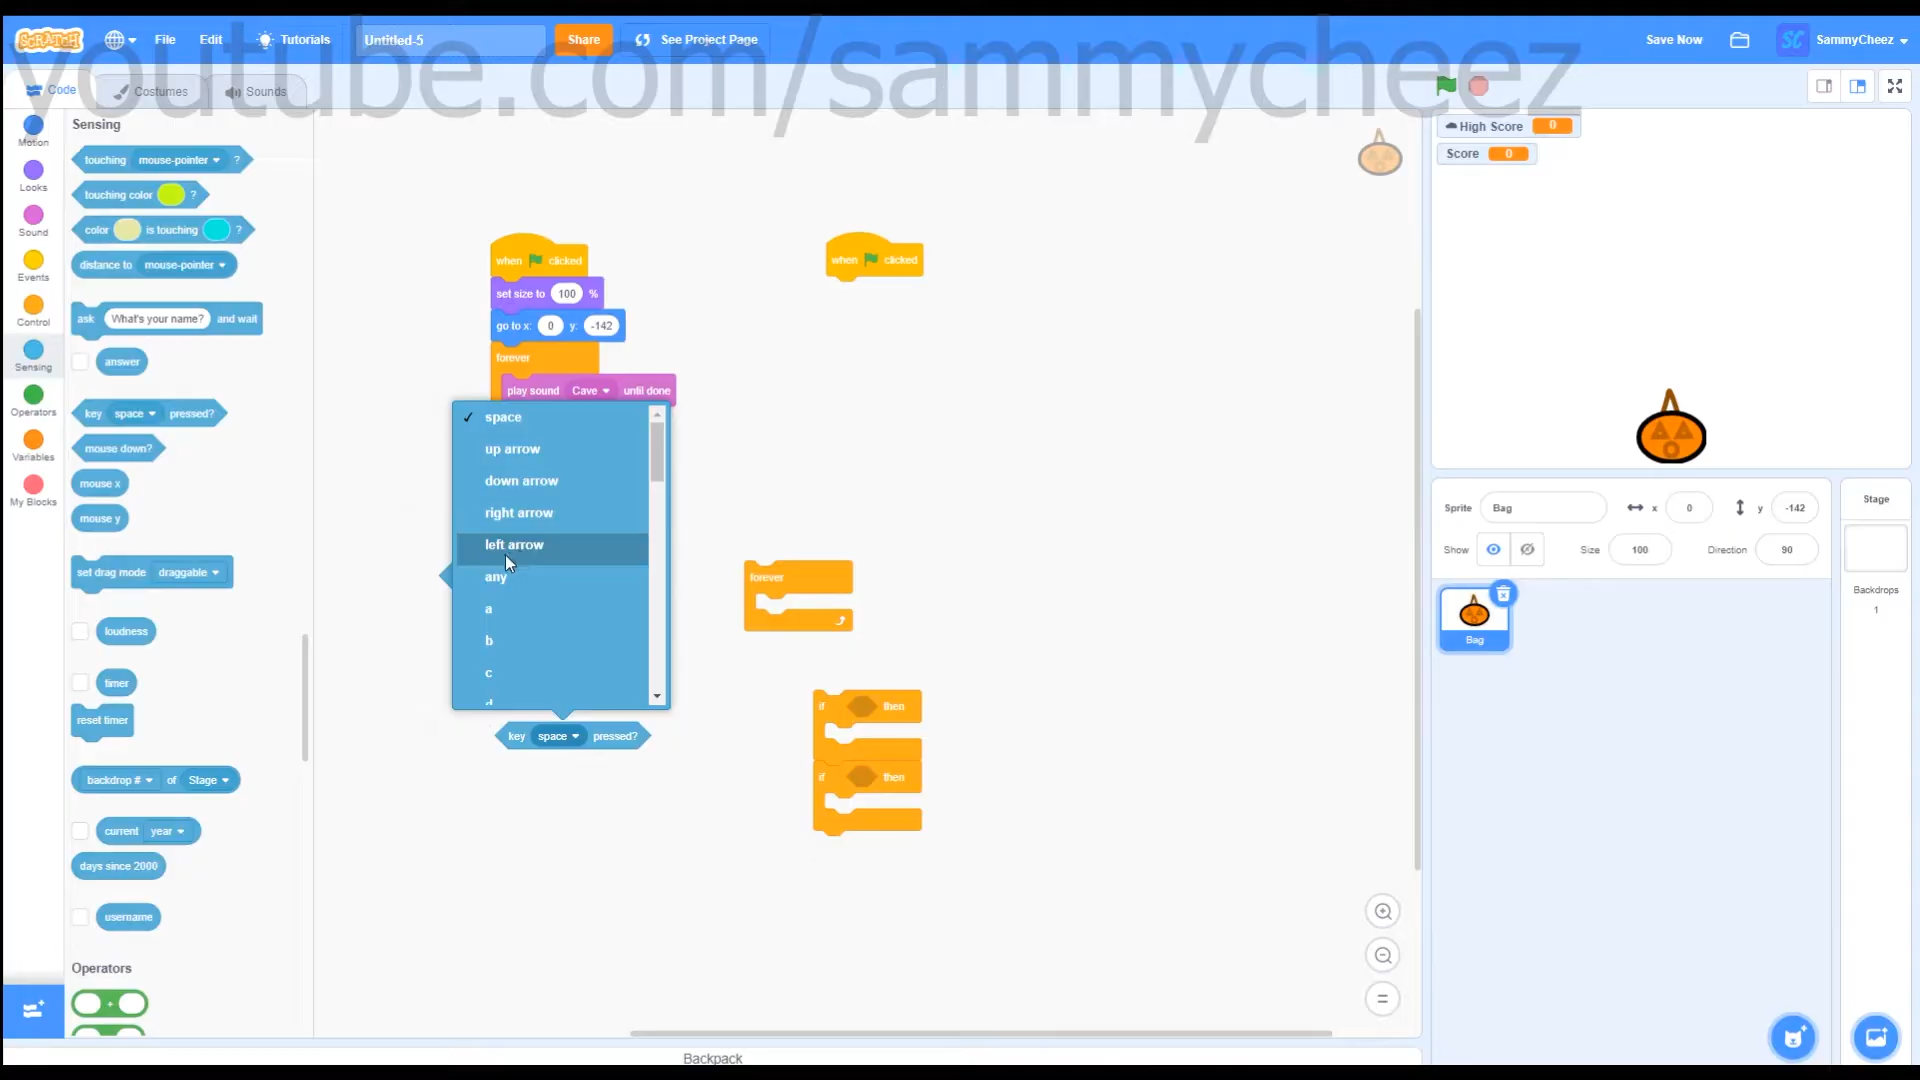 SCRATCH
File
Edit
Tutorials
Untitled-5
Share
See Project Page
Save Now
SC
SammyCheez
youtube.com/sammycheez
Code
Costumes
Sounds
Motion
Looks
Sound
Events
Control
Sensing
Operators
Variables
My Blocks
Sensing
touching mouse-pointer ?
touching color ?
color is touching ?
distance to mouse-pointer
ask What's your name? and wait
answer
key space pressed?
mouse down?
mouse x
mouse y
set drag mode draggable
loudness
timer
reset timer
backdrop # of Stage
current year
days since 2000
username
Operators
+
when clicked
set size to 100 %
go to x: 0 y: -142
forever
play sound Cave until done
space
up arrow
down arrow
right arrow
left arrow
any
a
b
c
d
key space pressed?
when clicked
forever
if then
if then
Backpack
High Score 0
Score 0
Sprite Bag x 0 y -142
Show Size 100 Direction 90
Bag
Stage
Backdrops
1